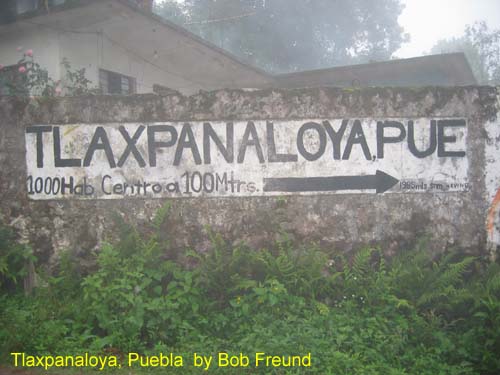 TLAXPANALOYA,PUE
1000Hab. Centro a 100Mtrs.
Tlaxpanaloya, Puebla by Bob Freund